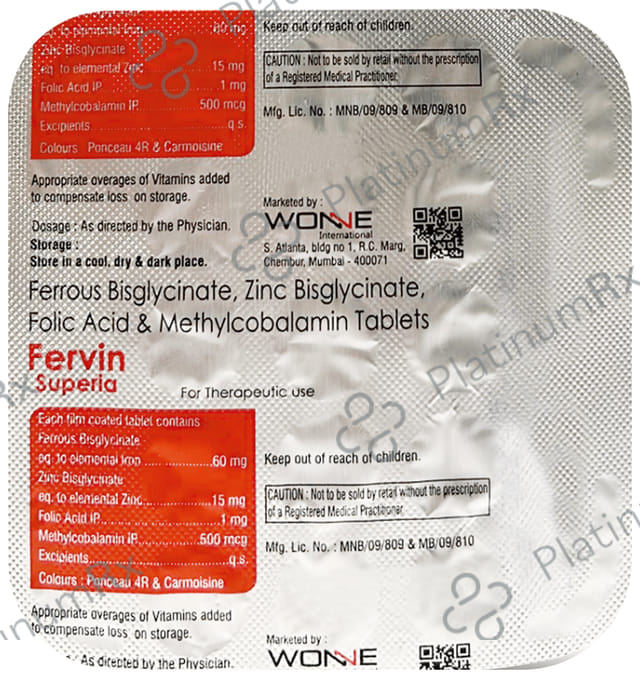 eq. to elemental Iron 60 mg
Zinc Bisglycinate
eq. to elemental Zinc 15 mg
Folic Acid IP 1 mg
Methylcobalamin IP 500 mcg
Excipients q.s.
Colours Ponceau 4R & Carmoisine
Appropriate overages of Vitamins added
to compensate loss on storage.
Dosage : As directed by the Physician.
Storage :
Store in a cool, dry & dark place.
Keep out of reach of children.
CAUTION : Not to be sold by retail without the prescription
of a Registered Medical Practitioner
Mfg. Lic. No. : MNB/09/809 & MB/09/810
Marketed by :
WONNE
International
S. Atlanta, bldg no 1, R.C. Marg,
Chembur, Mumbai - 400071
Ferrous Bisglycinate, Zinc Bisglycinate,
Folic Acid & Methylcobalamin Tablets
Fervin
Superia
For Therapeutic use
Each film coated tablet contains
Ferrous Bisglycinate
eq. to elemental Iron 60 mg
Zinc Bisglycinate
eq. to elemental Zinc 15 mg
Folic Acid IP 1 mg
Methylcobalamin IP 500 mcg
Excipients q.s.
Colours : Ponceau 4R & Carmoisine
Appropriate overages of Vitamins added
to compensate loss on storage.
As directed by the Physician.
Keep out of reach of children.
CAUTION : Not to be sold by retail without the prescription
of a Registered Medical Practitioner
Mfg. Lic. No. : MNB/09/809 & MB/09/810
Marketed by :
WONNE
PlatinumRx
PlatinumRx
PlatinumRx
PlatinumRx